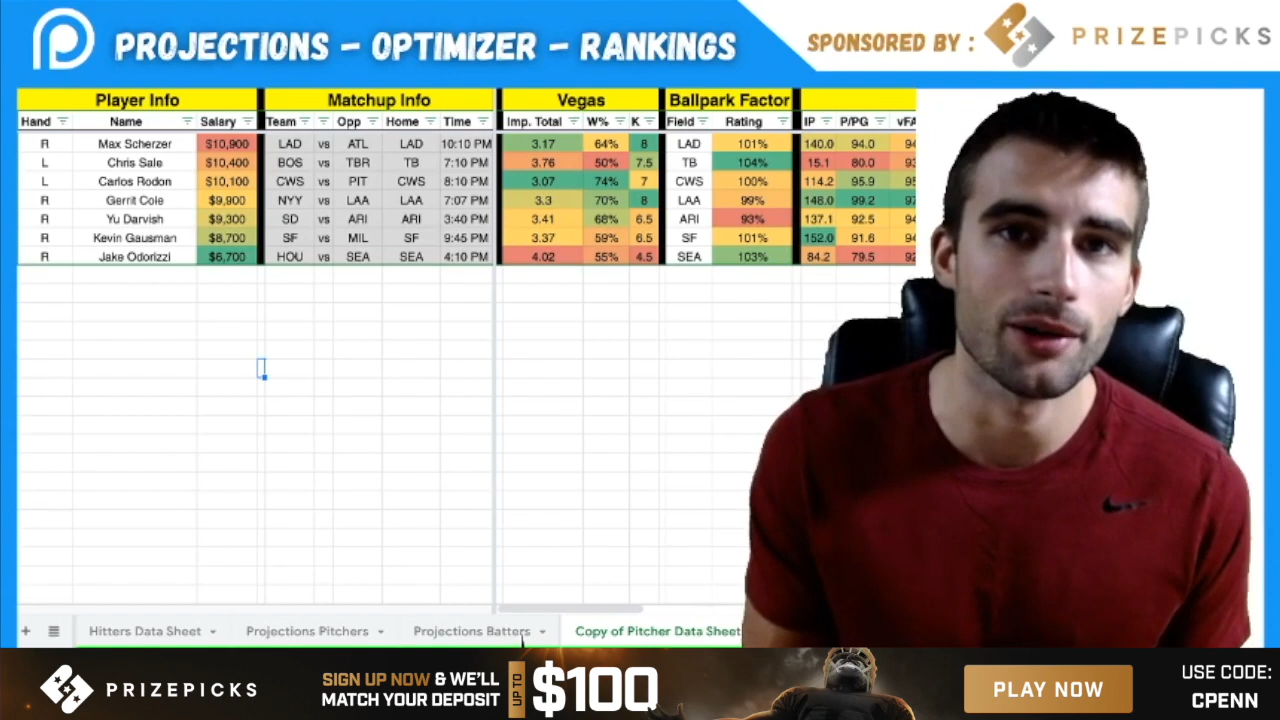 PROJECTIONS - OPTIMIZER - RANKINGS
SPONSORED BY :
PRIZEPICKS
Player Info Matchup Info Vegas Ballpark Factor
Hand Name Salary Team Opp Home Time Imp. Total W% K Field Rating IP P/PG vFA
R Max Scherzer $10,900 LAD vs ATL LAD 10:10 PM 3.17 64% 8 LAD 101% 140.0 94.0 94
L Chris Sale $10,400 BOS vs TBR TB 7:10 PM 3.76 50% 7.5 TB 104% 15.1 80.0 93
L Carlos Rodon $10,100 CWS vs PIT CWS 8:10 PM 3.07 74% 7 CWS 100% 114.2 95.9 95
R Gerrit Cole $9,900 NYY vs LAA LAA 7:07 PM 3.3 70% 8 LAA 99% 148.0 99.2 97
R Yu Darvish $9,300 SD vs ARI ARI 3:40 PM 3.41 68% 6.5 ARI 93% 137.1 92.5 94
R Kevin Gausman $8,700 SF vs MIL SF 9:45 PM 3.37 59% 6.5 SF 101% 152.0 91.6 94
R Jake Odorizzi $6,700 HOU vs SEA SEA 4:10 PM 4.02 55% 4.5 SEA 103% 84.2 79.5 92
+ Hitters Data Sheet Projections Pitchers Projections Batters Copy of Pitcher Data Sheet
PRIZEPICKS
SIGN UP NOW & WE'LL
MATCH YOUR DEPOSIT
UP TO
$100
PLAY NOW
USE CODE:
CPENN